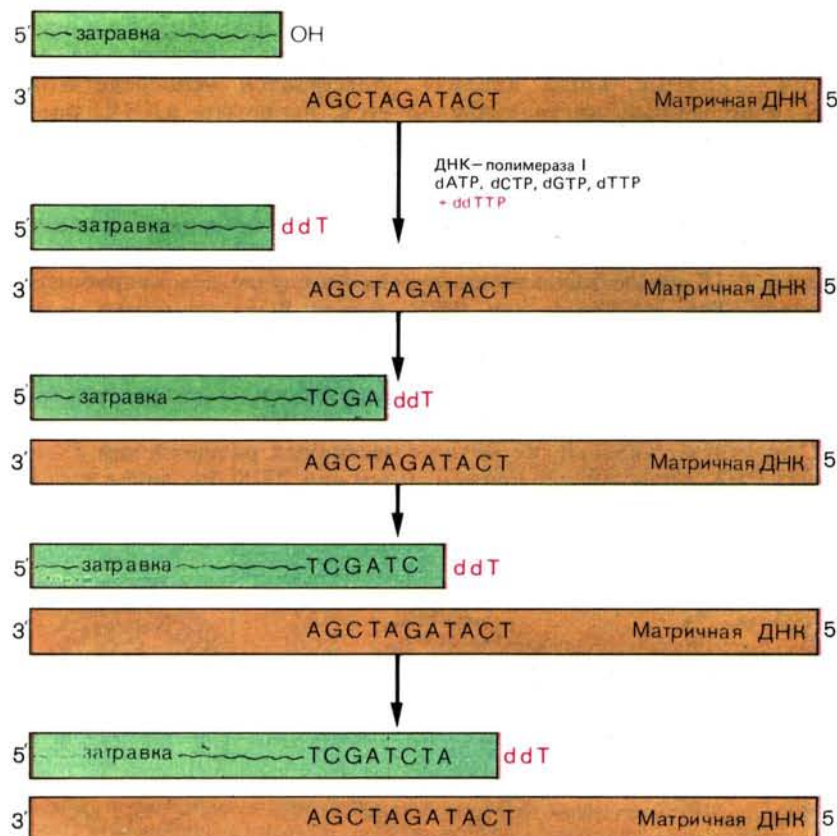 5' затравка OH
3' AGCTAGATACT Матричная ДНК 5
ДНК–полимераза I
dATP, dCTP, dGTP, dTTP
+ ddTTP
5' затравка ddT
3' AGCTAGATACT Матричная ДНК 5
5' затравка TCGA ddT
3' AGCTAGATACT Матричная ДНК 5
5' затравка TCGATC ddT
3' AGCTAGATACT Матричная ДНК 5
5' затравка TCGATCTA ddT
3' AGCTAGATACT Матричная ДНК 5